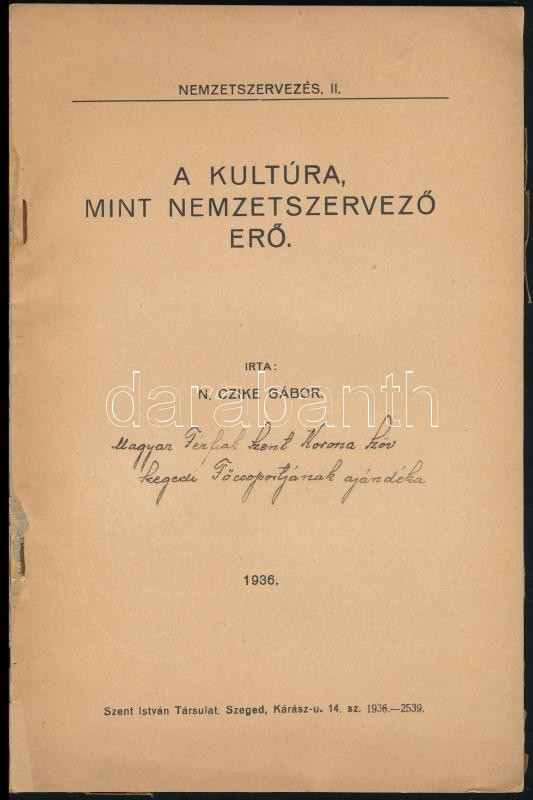 NEMZETSZERVEZÉS. II.
A KULTÚRA,
MINT NEMZETSZERVEZŐ
ERŐ.
IRTA:
N. CZIKE GÁBOR.
darabanth
Magyar Férfiak Szent Korona Szöv
szegedi Főcsoportjának ajándéka
1936.
Szent István Társulat, Szeged, Kárász-u. 14. sz. 1936.—2539.